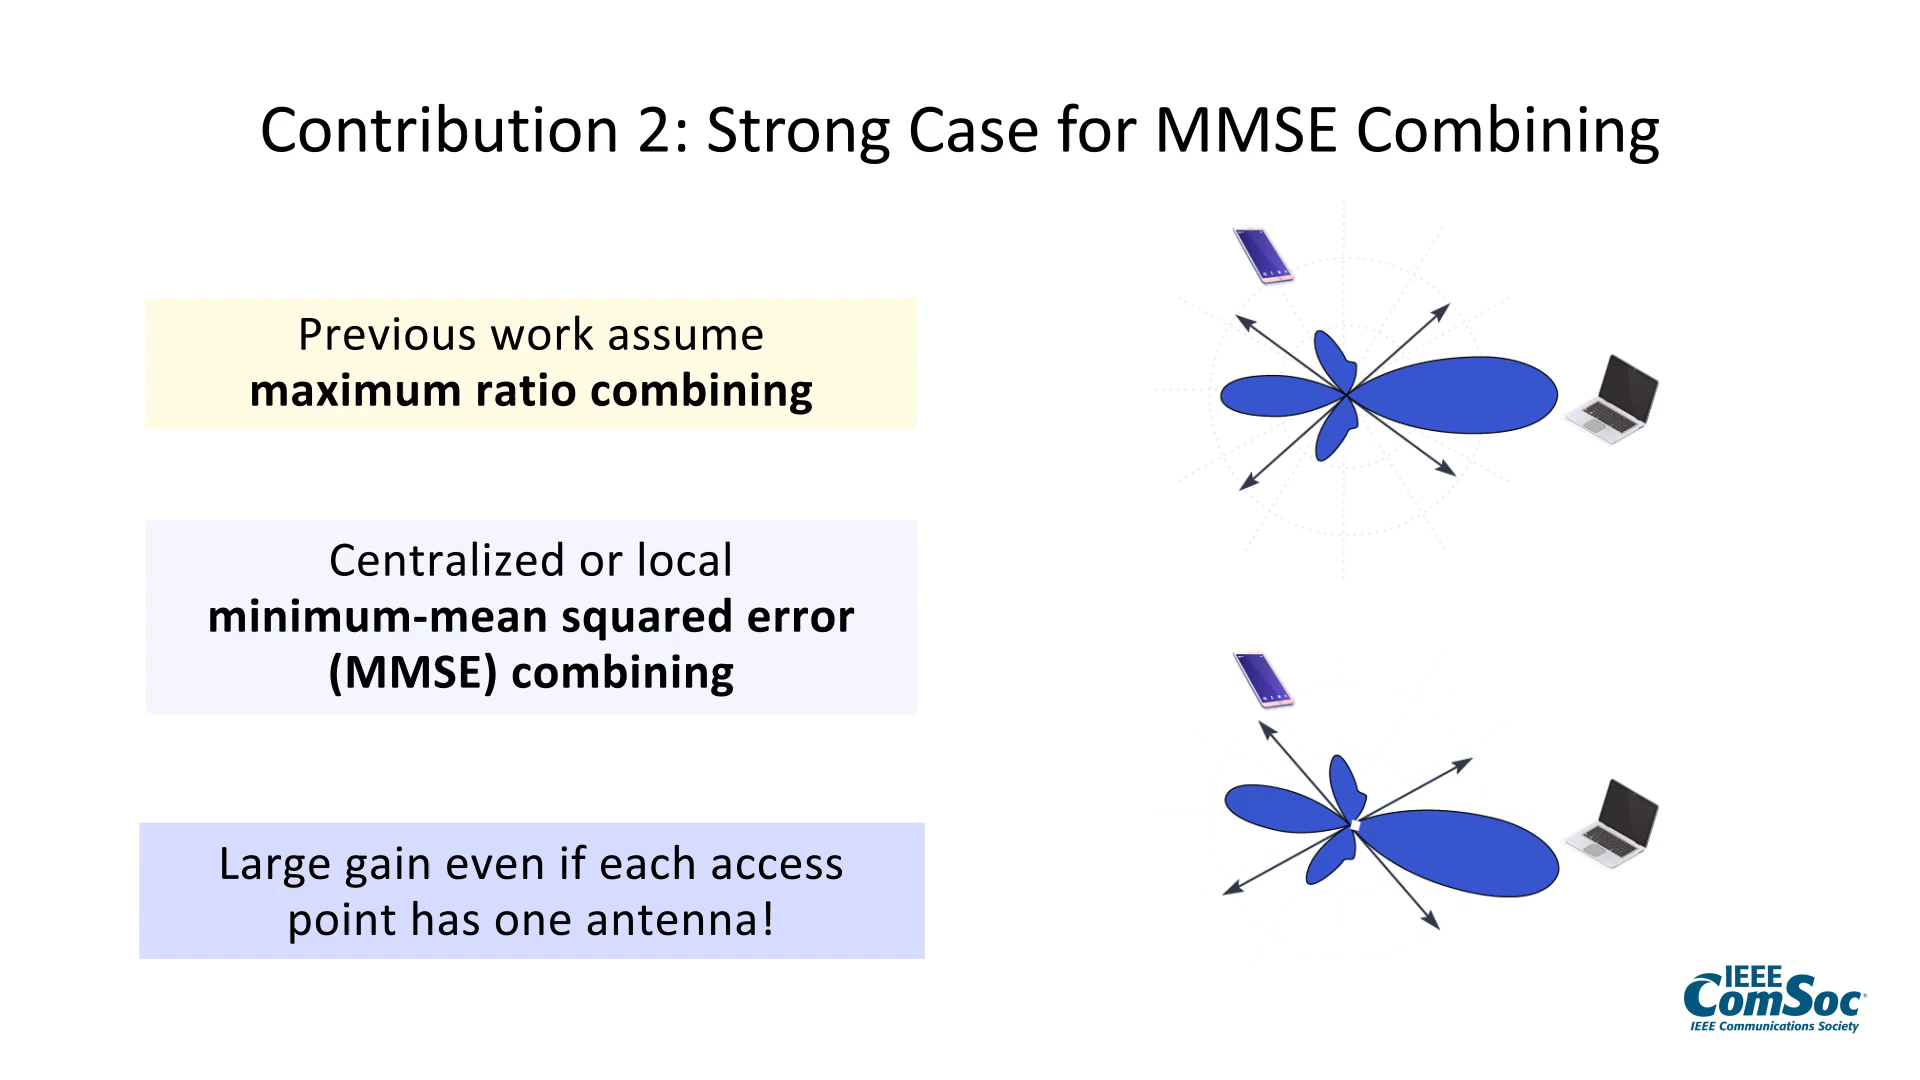 Contribution 2: Strong Case for MMSE Combining
Previous work assume
maximum ratio combining
Centralized or local
minimum-mean squared error
(MMSE) combining
Large gain even if each access
point has one antenna!
IEEE
ComSoc®
IEEE Communications Society